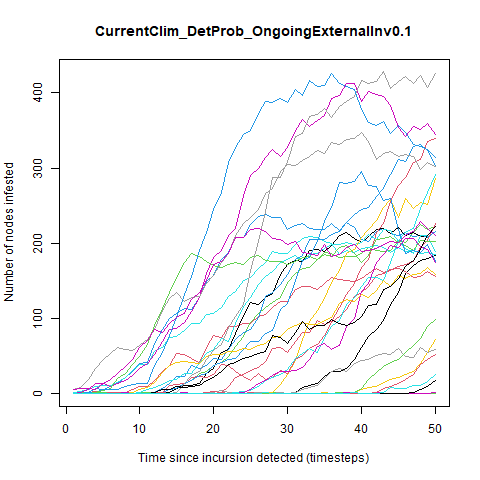 CurrentClim_DetProb_OngoingExternalInv0.1
Number of nodes infested
400
300
200
100
0
0 10 20 30 40 50
Time since incursion detected (timesteps)